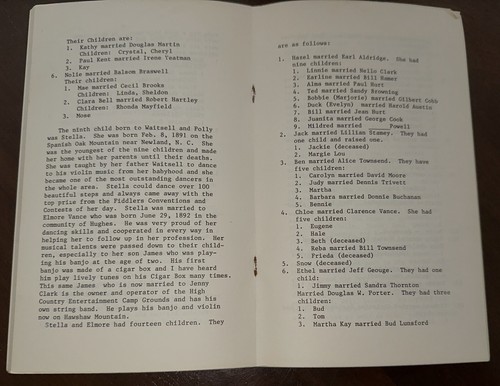 Their Children are:
1. Kathy married Douglas Martin
Children: Crystal, Cheryl
2. Paul Kent married Irene Yeatman
3. Kay
6. Nolie married Balsom Braswell
Their children:
1. Mae married Cecil Brooks
Children: Linda, Sheldon
2. Clara Bell married Robert Hartley
Children: Rhonda Mayfield
3. Mose
The ninth child born to Waitsell and Polly
was Stella. She was born Feb. 8, 1891 on the
Spanish Oak Mountain near Newland, N. C. She
was the youngest of the nine children and made
her home with her parents until their deaths.
She was taught by her father Waitsell to dance
to his violin music from her babyhood and she
became one of the most outstanding dancers in
the whole area. Stella could dance over 100
beautiful steps and always came away with the
top prize from the Fiddlers Conventions and
Contests of her day. Stella was married to
Elmore Vance who was born June 29, 1892 in the
community of Hughes. He was very proud of her
dancing skills and cooperated in every way in
helping her to follow up in her profession. Her
musical talents were passed down to their child-
ren, especially to her son James who was play-
ing his banjo at the age of two. His first
banjo was made of a cigar box and I have heard
him play lively tunes on his Cigar Box many times.
This same James who is now married to Jenny
Clark is the owner and operator of the High
Country Entertainment Camp Grounds and has his
own string band. He plays his banjo and violin
now on Hawshaw Mountain.
Stella and Elmore had fourteen children. They
are as follows:
1. Hazel married Karl Aldridge. She had
nine children:
1. Linnie married Nailo Clark
2. Earline married Bill Hamer
3. Alma married Paul Hurt
4. Ted married Sandy Browning
5. Bobbie (Marjorie) married Gilbert Cobb
6. Duck (Evelyn) married Harold Austin
7. Bill married Jean Hurt
8. Juanita married George Cook
9. Mildred married _____ Powell
2. Jack married Lillian Stamey. They had
one child and raised one.
1. Jackie (deceased)
2. Margie Lou
3. Ben married Alice Townsend. They have
five children:
1. Carolyn married David Moore
2. Judy married Dennis Trivett
3. Martha
4. Barbara married Donnie Buchanan
5. Bennie
4. Chloe married Clarence Vance. She had
five children:
1. Eugene
2. Hale
3. Beth (deceased)
4. Reba married Bill Townsend
5. Frieda (deceased)
5. Snow (deceased)
6. Ethel married Jeff Geouge. She had one
child:
1. Jimmy married Sandra Thornton
Married Douglas W. Porter. They had three
children:
1. Bud
2. Tom
3. Martha Kay married Bud Lunsford